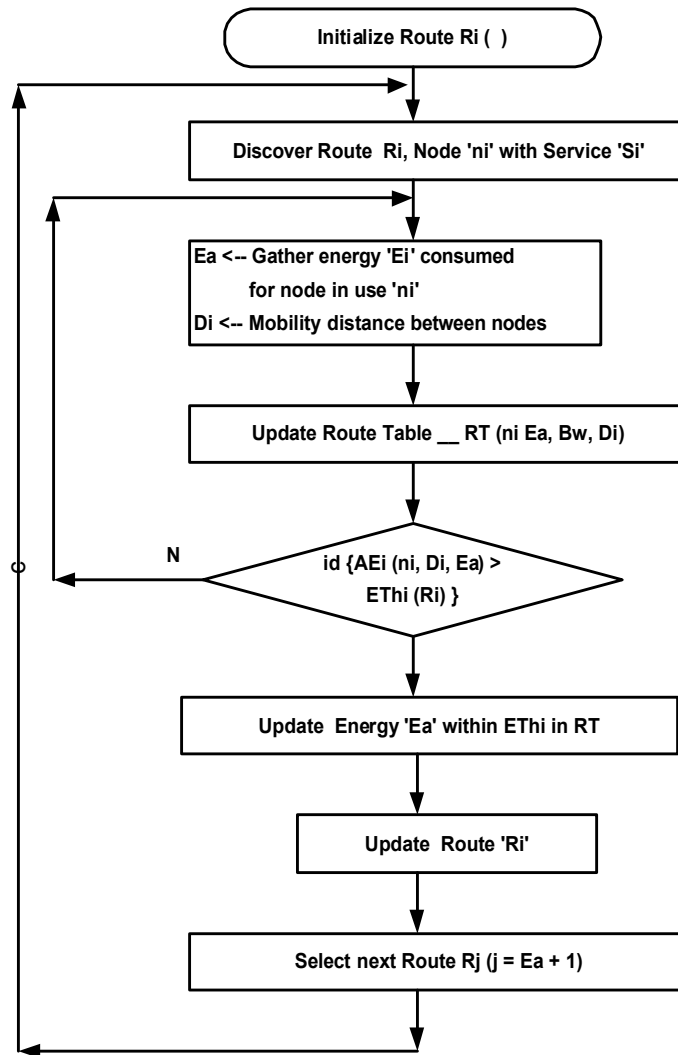 Initialize Route Ri ( )
Discover Route Ri, Node 'ni' with Service 'Si'
Ea <-- Gather energy 'Ei' consumed
for node in use 'ni'
Di <-- Mobility distance between nodes
Update Route Table __ RT (ni Ea, Bw, Di)
N
id {AEi (ni, Di, Ea) >
EThi (Ri) }
C
Update Energy 'Ea' within EThi in RT
Update Route 'Ri'
Select next Route Rj (j = Ea + 1)